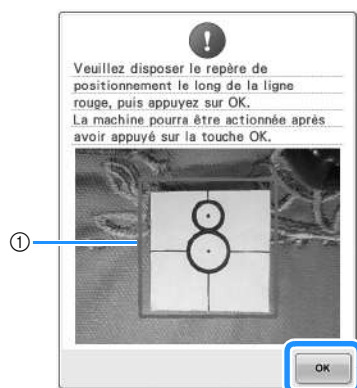 !
Veuillez disposer le repère de
positionnement le long de la ligne
rouge, puis appuyez sur OK.
La machine pourra être actionnée après
avoir appuyé sur la touche OK.
①
OK